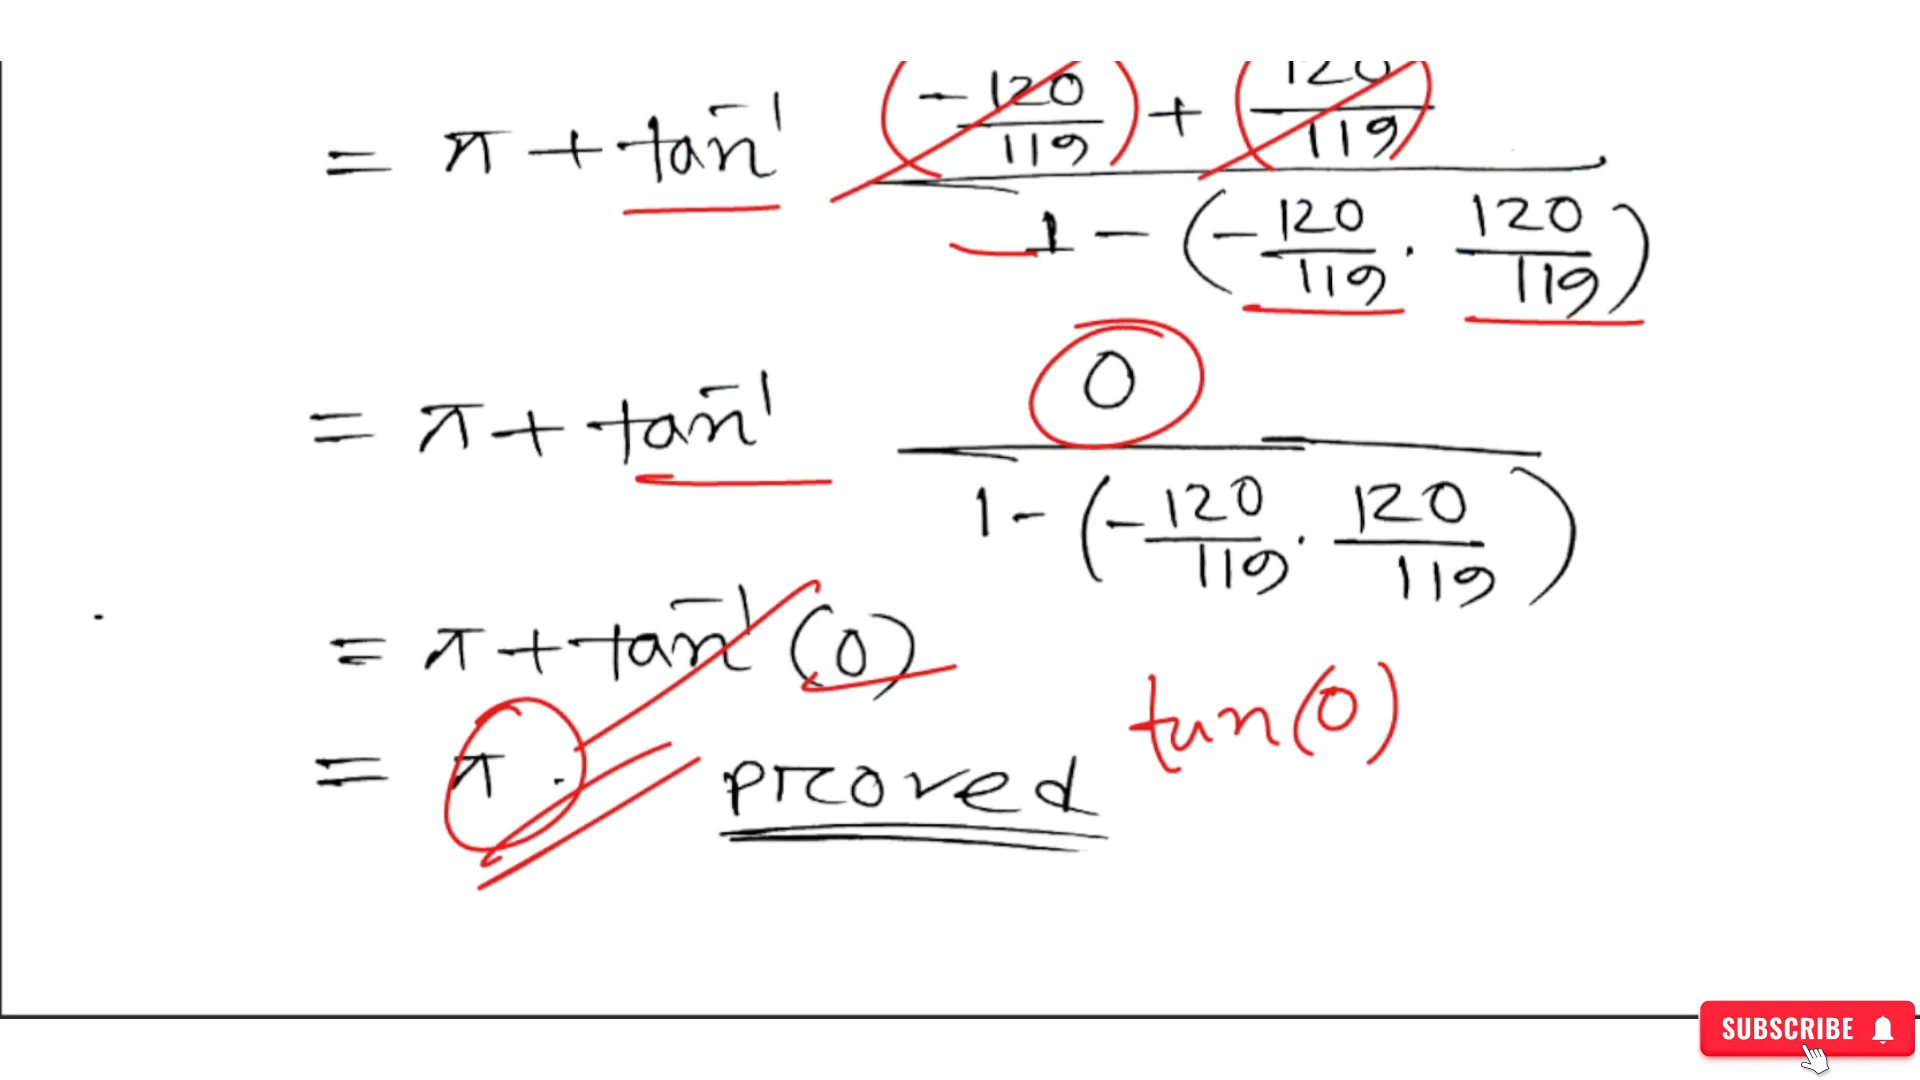 = π + tan⁻¹ ((-120/119) + (120/119)) / (1 - (-120/119 · 120/119))
= π + tan⁻¹ 0 / (1 - (-120/119 · 120/119))
= π + tan⁻¹ (0)
tan(0)
= π . proved
SUBSCRIBE